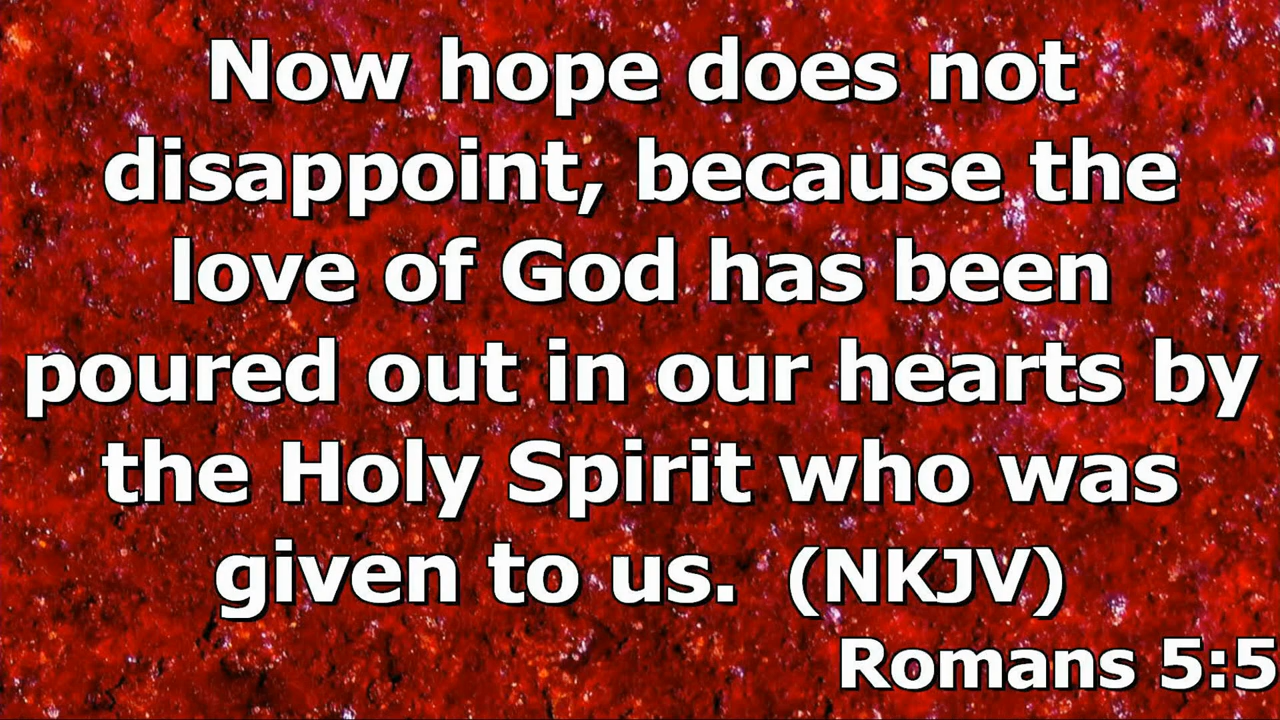 Now hope does not
disappoint, because the
love of God has been
poured out in our hearts by
the Holy Spirit who was
given to us.  (NKJV)
Romans 5:5